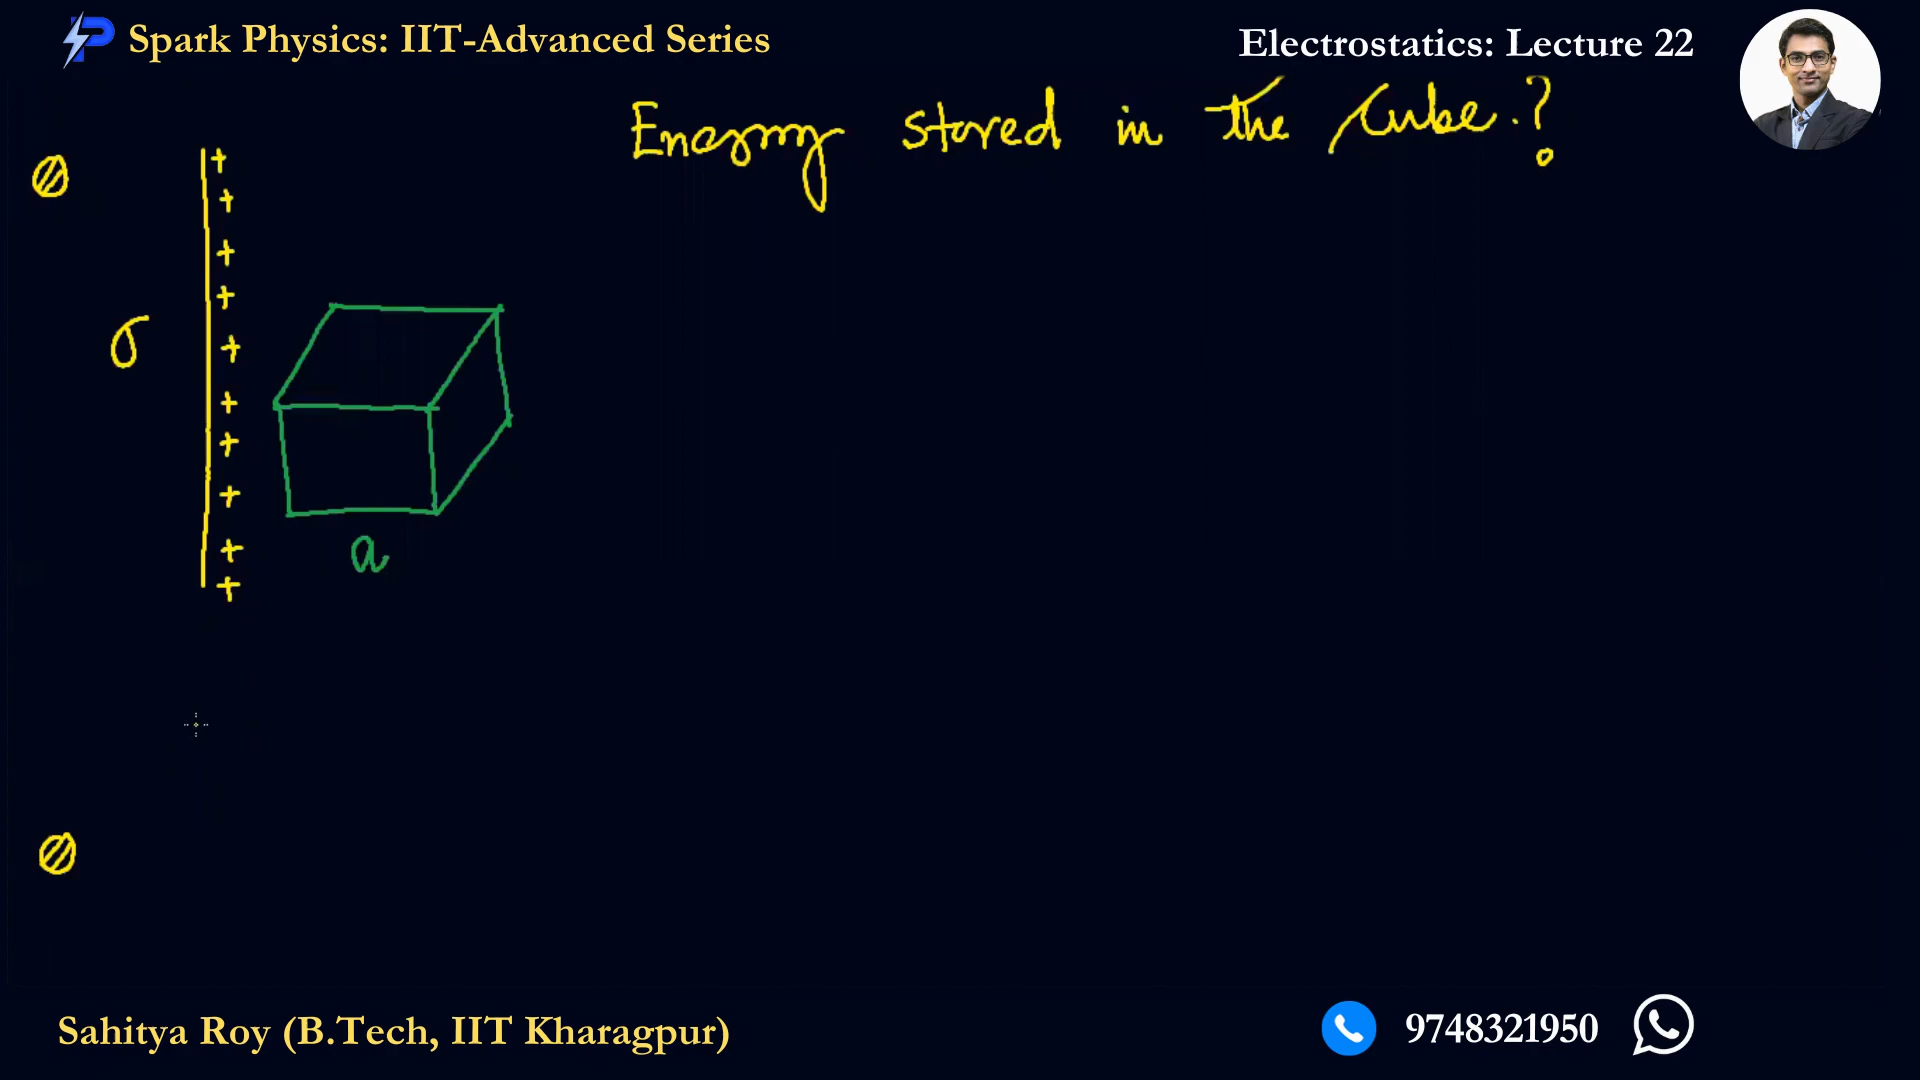 Spark Physics: IIT-Advanced Series
Electrostatics: Lecture 22
Energy stored in the cube.?
+
+
+
+
σ
+
+
+
+
+
+
a
Sahitya Roy (B.Tech, IIT Kharagpur)
9748321950